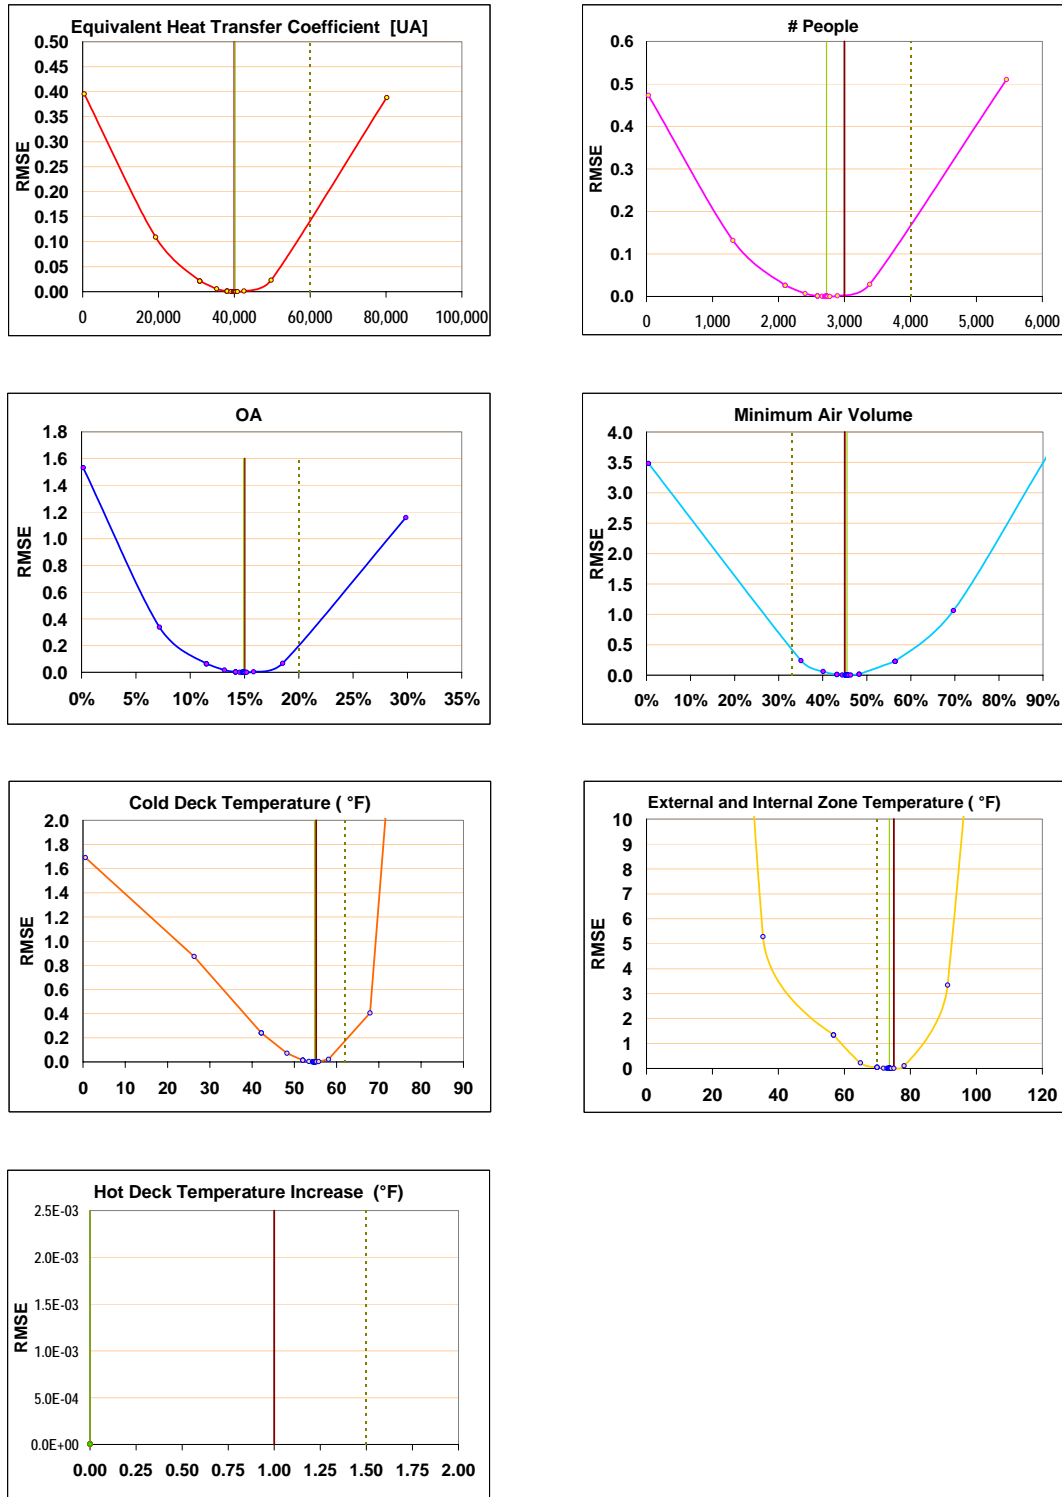 Equivalent Heat Transfer Coefficient [UA]
0.50
0.45
0.40
0.35
0.30
0.25
0.20
0.15
0.10
0.05
0.00
RMSE
0 20,000 40,000 60,000 80,000 100,000
# People
0.6
0.5
0.4
0.3
0.2
0.1
0.0
RMSE
0 1,000 2,000 3,000 4,000 5,000 6,000
OA
1.8
1.6
1.4
1.2
1.0
0.8
0.6
0.4
0.2
0.0
RMSE
0% 5% 10% 15% 20% 25% 30% 35%
Minimum Air Volume
4.0
3.5
3.0
2.5
2.0
1.5
1.0
0.5
0.0
RMSE
0% 10% 20% 30% 40% 50% 60% 70% 80% 90%
Cold Deck Temperature ( °F)
2.0
1.8
1.6
1.4
1.2
1.0
0.8
0.6
0.4
0.2
0.0
RMSE
0 10 20 30 40 50 60 70 80 90
External and Internal Zone Temperature ( °F)
10
9
8
7
6
5
4
3
2
1
0
RMSE
0 20 40 60 80 100 120
Hot Deck Temperature Increase (°F)
2.5E-03
2.0E-03
1.5E-03
1.0E-03
5.0E-04
0.0E+00
RMSE
0.00 0.25 0.50 0.75 1.00 1.25 1.50 1.75 2.00